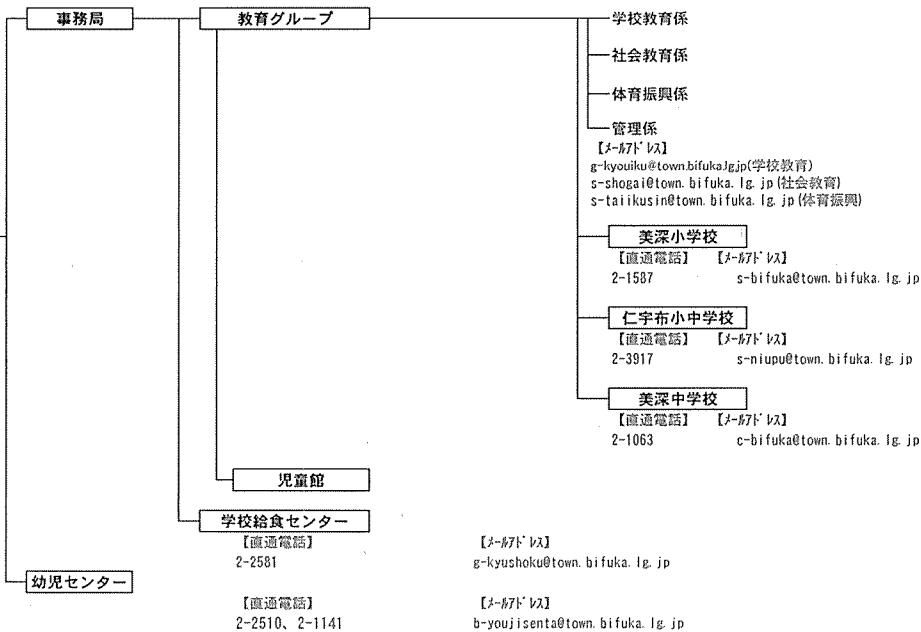 事務局
教育グループ
学校教育係
社会教育係
体育振興係
管理係
【ﾒｰﾙｱﾄﾞﾚｽ】
g-kyouiku@town.bifuka.lg.jp(学校教育)
s-shogai@town.bifuka.lg.jp(社会教育)
s-taiikusin@town.bifuka.lg.jp(体育振興)
美深小学校
【直通電話】 【ﾒｰﾙｱﾄﾞﾚｽ】
2-1587 s-bifuka@town.bifuka.lg.jp
仁宇布小中学校
【直通電話】 【ﾒｰﾙｱﾄﾞﾚｽ】
2-3917 s-niupu@town.bifuka.lg.jp
美深中学校
【直通電話】 【ﾒｰﾙｱﾄﾞﾚｽ】
2-1063 c-bifuka@town.bifuka.lg.jp
児童館
学校給食センター
【直通電話】 【ﾒｰﾙｱﾄﾞﾚｽ】
2-2581 g-kyushoku@town.bifuka.lg.jp
幼児センター
【直通電話】 【ﾒｰﾙｱﾄﾞﾚｽ】
2-2510、2-1141 b-youjisenta@town.bifuka.lg.jp